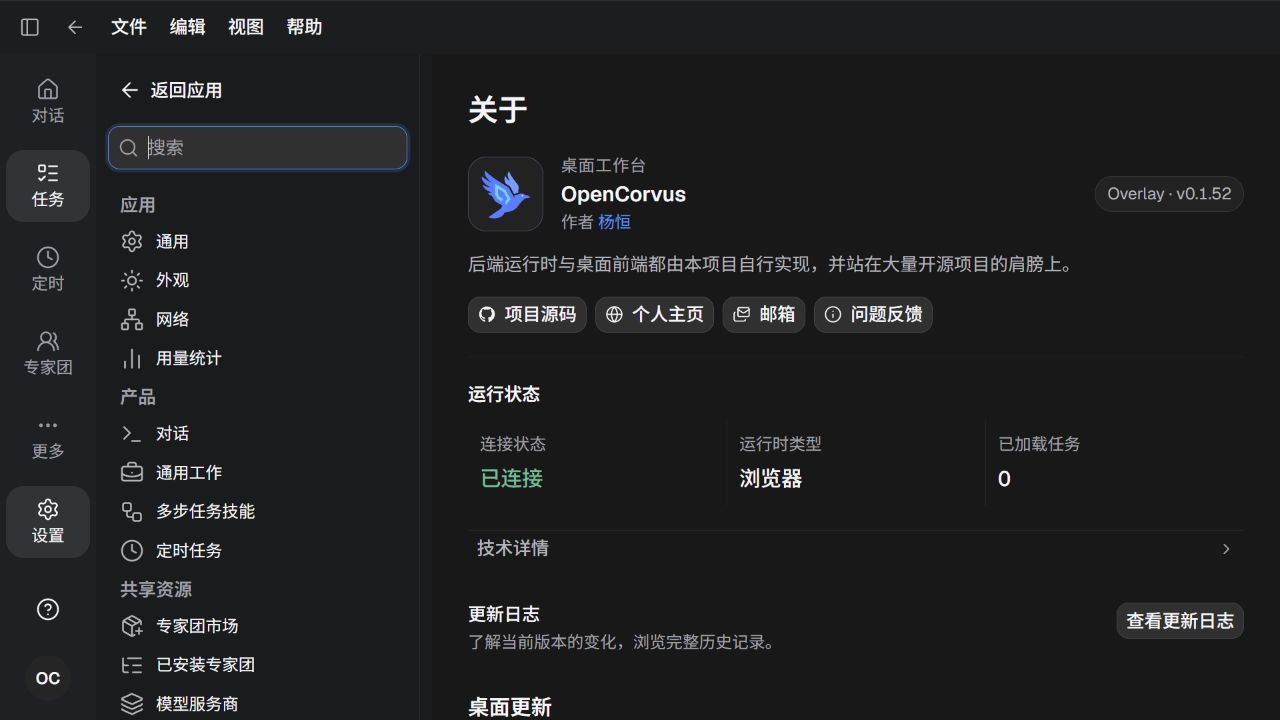 文件 编辑 视图 帮助
对话
任务
定时
专家团
更多
设置
OC
返回应用
搜索
应用
通用
外观
网络
用量统计
产品
对话
通用工作
多步任务技能
定时任务
共享资源
专家团市场
已安装专家团
模型服务商
关于
桌面工作台
OpenCorvus
作者 杨恒
Overlay · v0.1.52
后端运行时与桌面前端都由本项目自行实现，并站在大量开源项目的肩膀上。
项目源码 个人主页 邮箱 问题反馈
运行状态
连接状态 运行时类型 已加载任务
已连接 浏览器 0
技术详情
更新日志
了解当前版本的变化，浏览完整历史记录。
查看更新日志
桌面更新